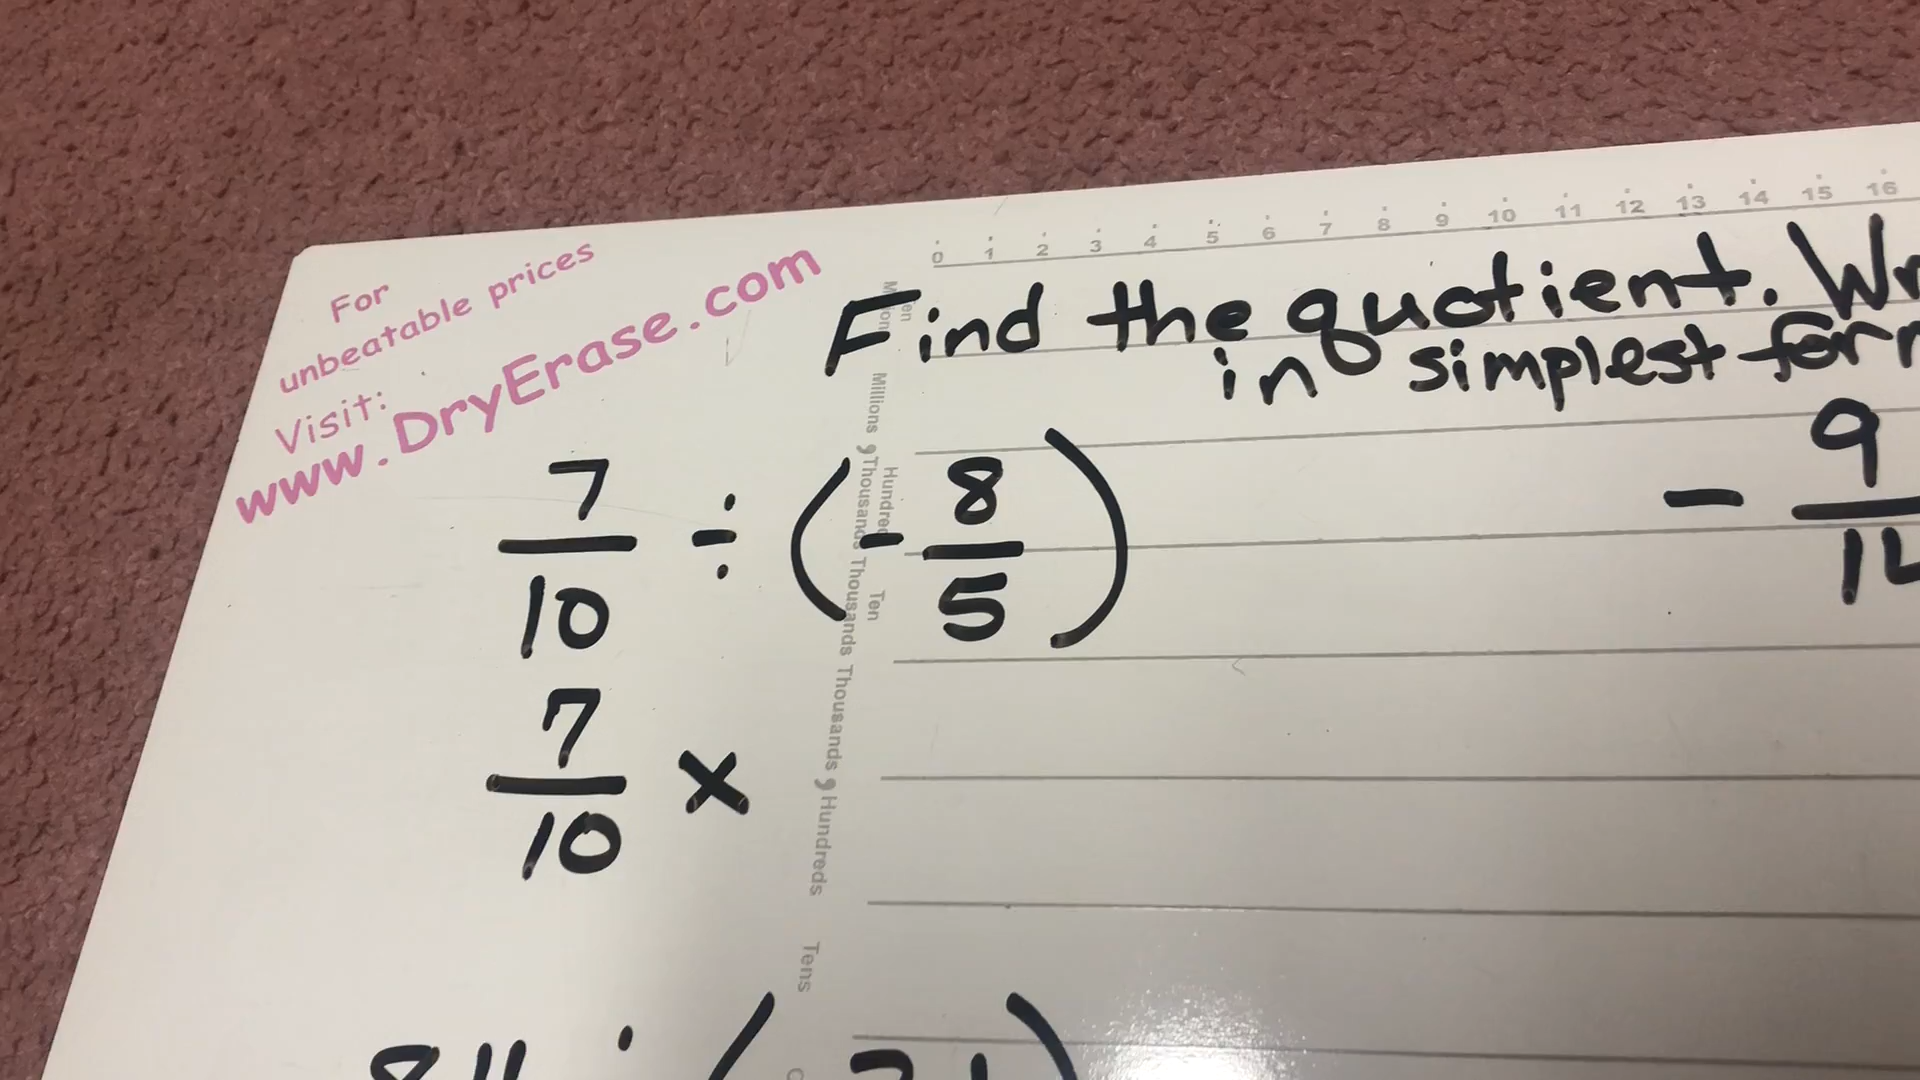 For
unbeatable prices
Visit:
www.DryErase.com
0 1 2 3 4 5 6 7 8 9 10 11 12 13 14 15 16
Find the quotient.
in simplest
7/10 ÷ (-8/5)
- 9/
7/10 ×
Millions , Hundred Thousands Ten Thousands Thousands , Hundreds Tens